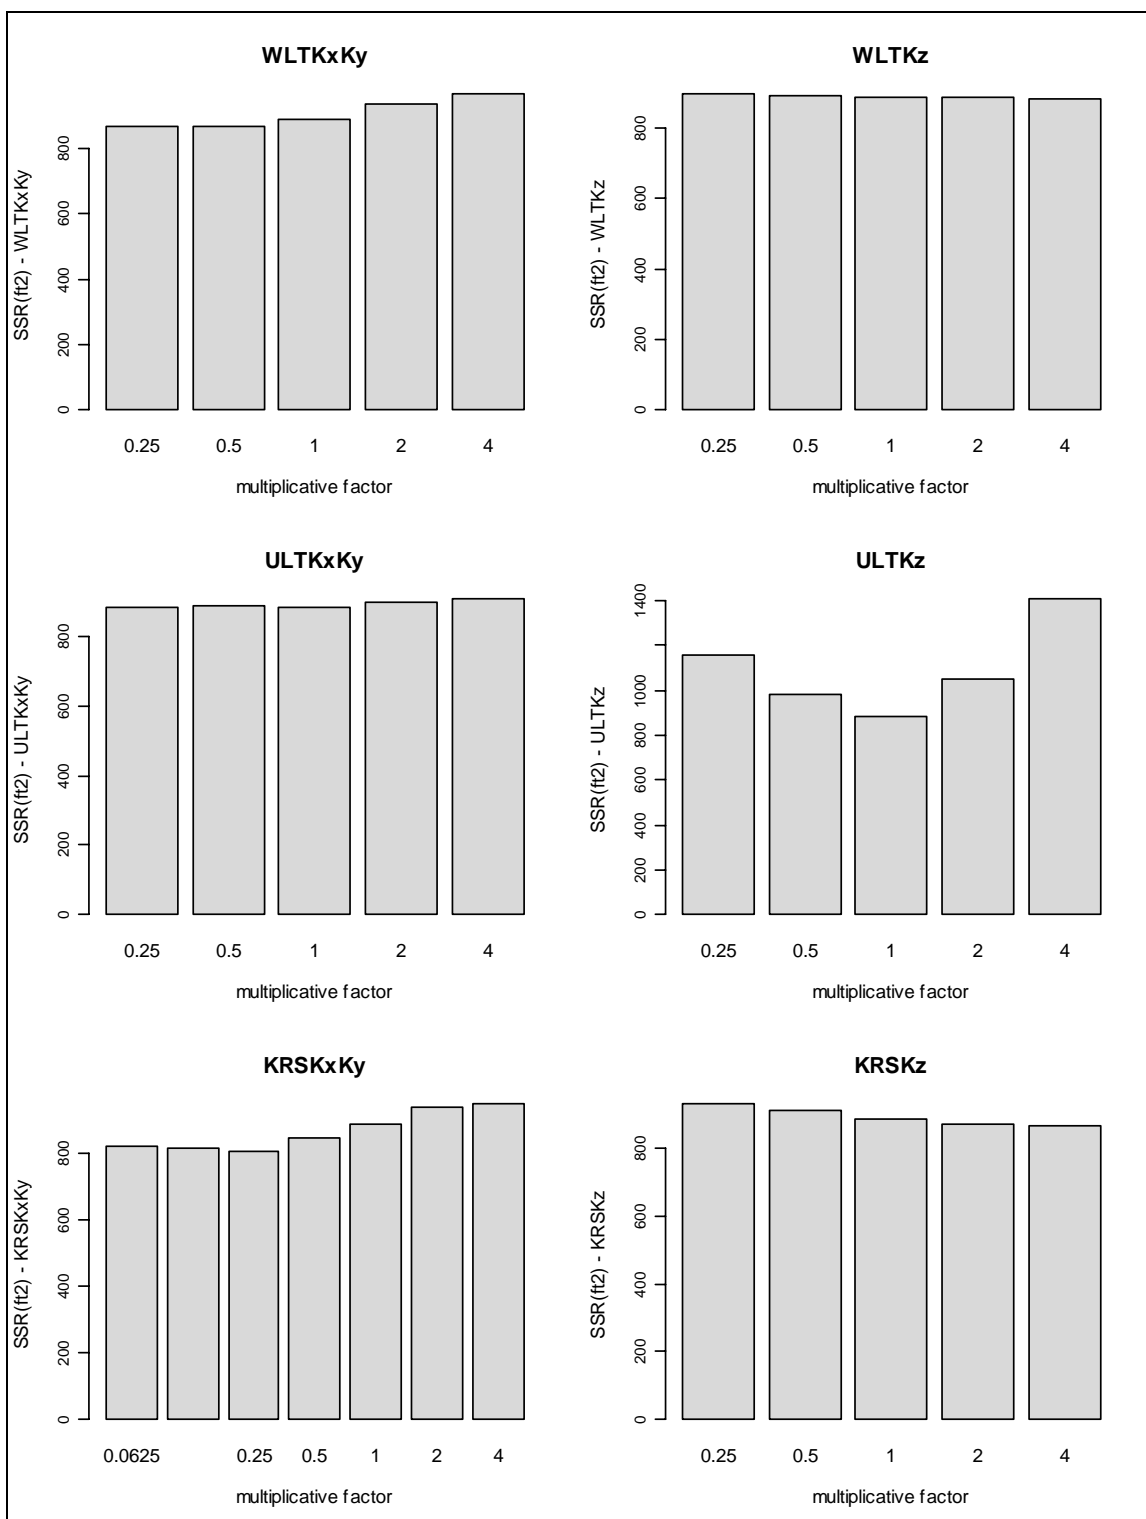 WLTKxKy
SSR(ft2) - WLTKxKy
800
600
400
200
0
0.25 0.5 1 2 4
multiplicative factor
WLTKz
SSR(ft2) - WLTKz
800
600
400
200
0
0.25 0.5 1 2 4
multiplicative factor
ULTKxKy
SSR(ft2) - ULTKxKy
800
600
400
200
0
0.25 0.5 1 2 4
multiplicative factor
ULTKz
SSR(ft2) - ULTKz
1400
1000
800
600
400
200
0
0.25 0.5 1 2 4
multiplicative factor
KRSKxKy
SSR(ft2) - KRSKxKy
800
600
400
200
0
0.0625 0.25 0.5 1 2 4
multiplicative factor
KRSKz
SSR(ft2) - KRSKz
800
600
400
200
0
0.25 0.5 1 2 4
multiplicative factor